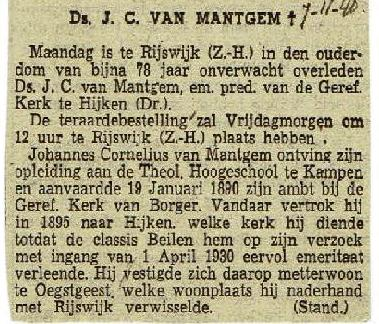 Ds. J. C. VAN MANTGEM † 7-11-40
Maandag is te Rijswijk (Z.-H.) in den ouder-
dom van bijna 78 jaar onverwacht overleden
Ds. J. C. van Mantgem, em. pred. van de Geref.
Kerk te Hijken (Dr.).
De teraardebestelling zal Vrijdagmorgen om
12 uur te Rijswijk (Z.-H.) plaats hebben.
Johannes Cornelius van Mantgem ontving zijn
opleiding aan de Theol. Hoogeschool te Kampen
en aanvaardde 19 Januari 1890 zijn ambt bij de
Geref. Kerk van Borger. Vandaar vertrok hij
in 1895 naar Hijken, welke kerk hij diende
totdat de classis Beilen hem op zijn verzoek
met ingang van 1 April 1930 eervol emeritaat
verleende. Hij vestigde zich daarop metterwoon
te Oegstgeest, welke woonplaats hij naderhand
met Rijswijk verwisselde. (Stand.)